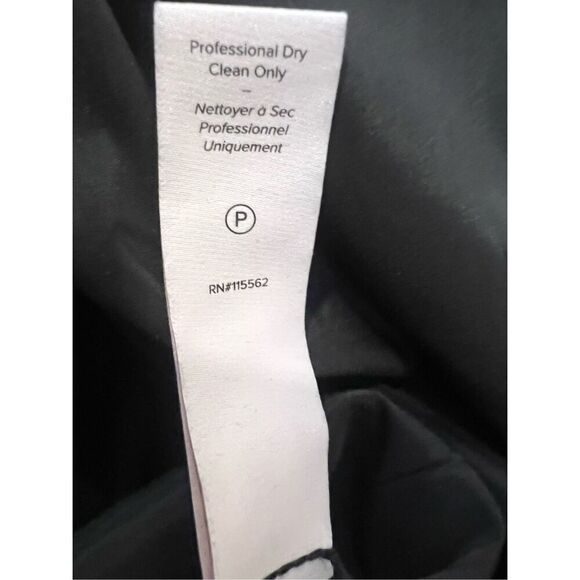 Professional Dry
Clean Only
–
Nettoyer à Sec
Professionnel
Uniquement
P
RN#115562